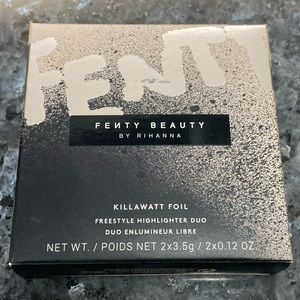 FENTY
FEИTY BEAUTY
BY RIHANNA
KILLAWATT FOIL
FREESTYLE HIGHLIGHTER DUO
DUO ENLUMINEUR LIBRE
NET WT. / POIDS NET 2x3.5g / 2x0.12 OZ.